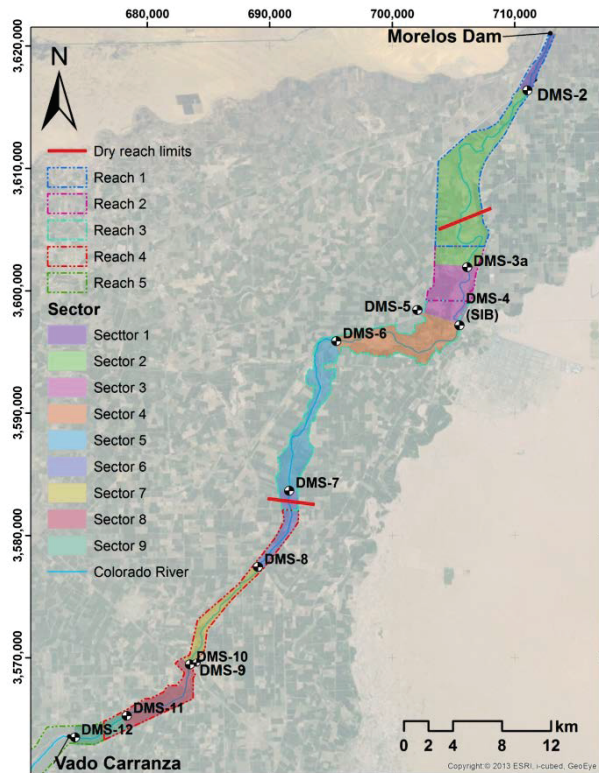 680,000
690,000
700,000
710,000
3,620,000
3,610,000
3,600,000
3,590,000
3,580,000
3,570,000
N
Morelos Dam
DMS-2
Dry reach limits
Reach 1
Reach 2
Reach 3
Reach 4
Reach 5
Sector
Secttor 1
Sector 2
Sector 3
Sector 4
Sector 5
Sector 6
Sector 7
Sector 8
Sector 9
Colorado River
DMS-3a
DMS-5
DMS-4
(SIB)
DMS-6
DMS-7
DMS-8
DMS-10
DMS-9
DMS-11
DMS-12
Vado Carranza
km
0 2 4 8 12
Copyright:© 2013 ESRI, i-cubed, GeoEye